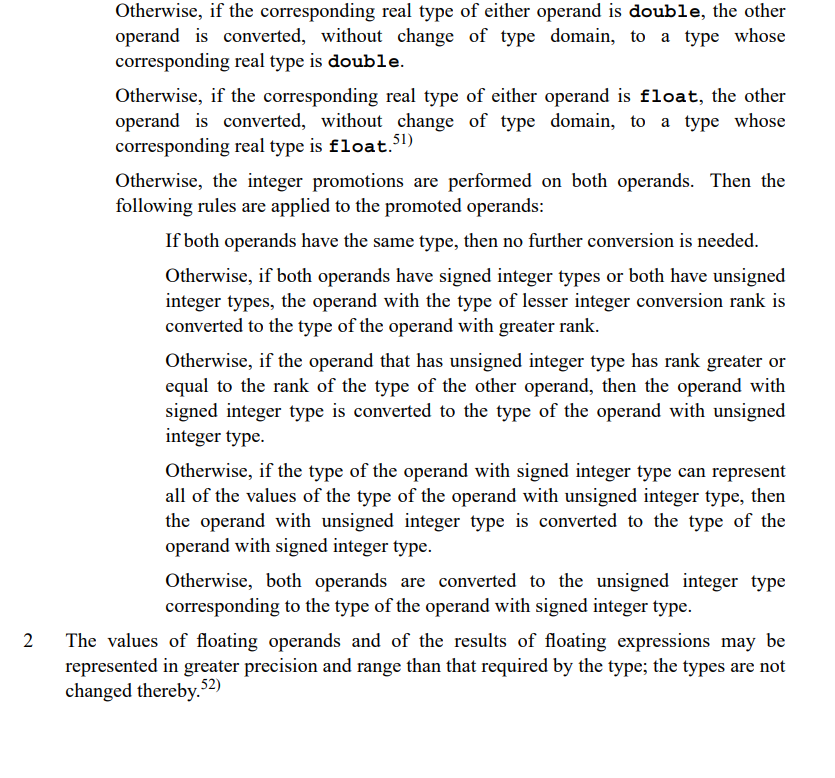 Otherwise, if the corresponding real type of either operand is double, the other
operand is converted, without change of type domain, to a type whose
corresponding real type is double.
Otherwise, if the corresponding real type of either operand is float, the other
operand is converted, without change of type domain, to a type whose
corresponding real type is float.51)
Otherwise, the integer promotions are performed on both operands. Then the
following rules are applied to the promoted operands:
If both operands have the same type, then no further conversion is needed.
Otherwise, if both operands have signed integer types or both have unsigned
integer types, the operand with the type of lesser integer conversion rank is
converted to the type of the operand with greater rank.
Otherwise, if the operand that has unsigned integer type has rank greater or
equal to the rank of the type of the other operand, then the operand with
signed integer type is converted to the type of the operand with unsigned
integer type.
Otherwise, if the type of the operand with signed integer type can represent
all of the values of the type of the operand with unsigned integer type, then
the operand with unsigned integer type is converted to the type of the
operand with signed integer type.
Otherwise, both operands are converted to the unsigned integer type
corresponding to the type of the operand with signed integer type.
2 The values of floating operands and of the results of floating expressions may be
represented in greater precision and range than that required by the type; the types are not
changed thereby.52)